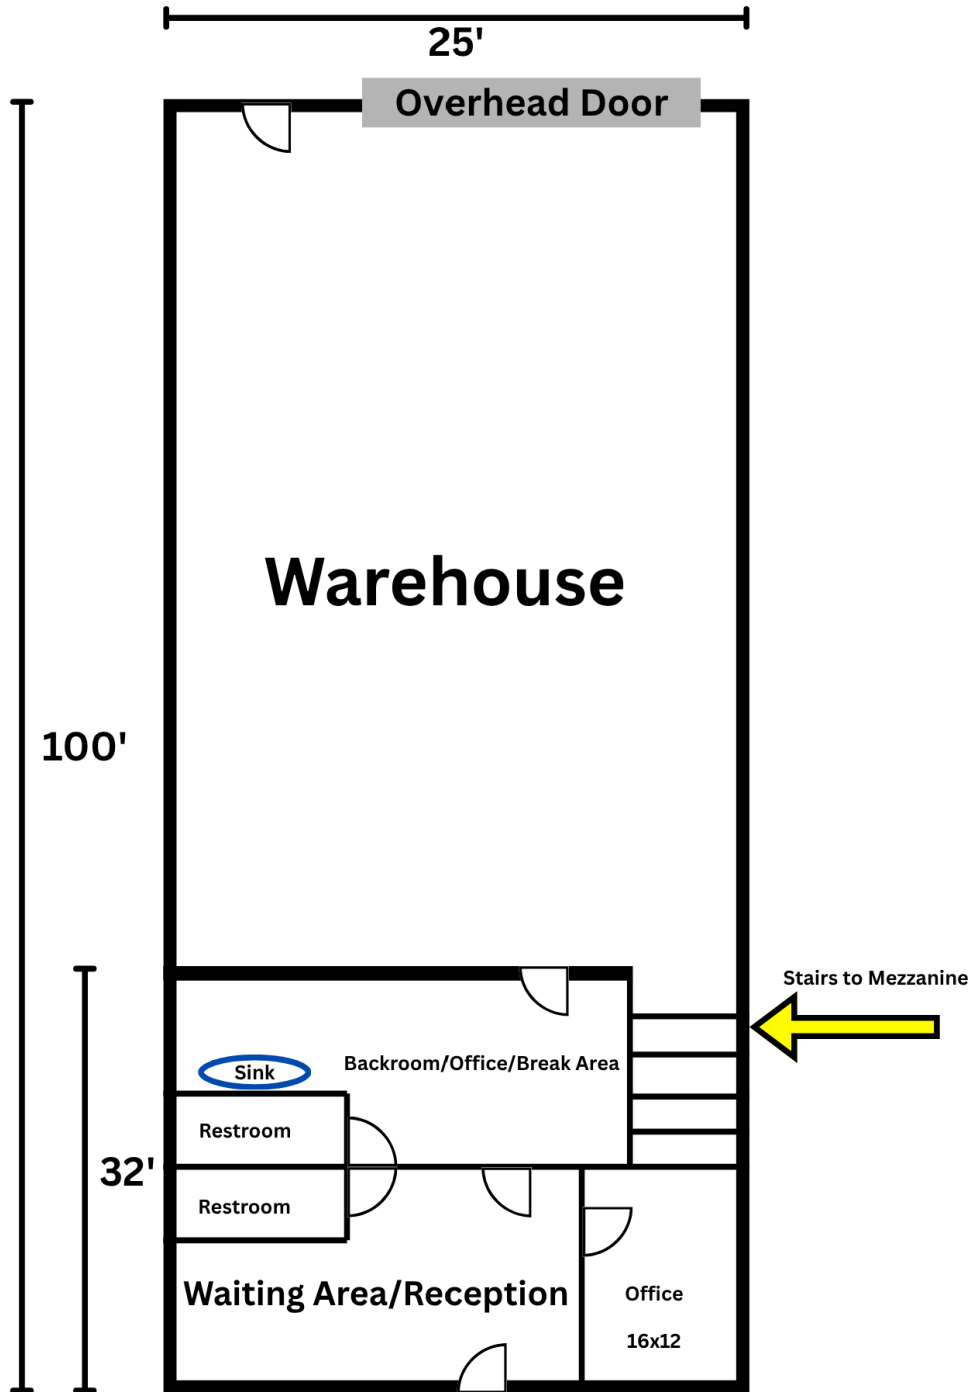 25'
Overhead Door
Warehouse
100'
Stairs to Mezzanine
Backroom/Office/Break Area
Sink
Restroom
32'
Restroom
Waiting Area/Reception
Office
16x12